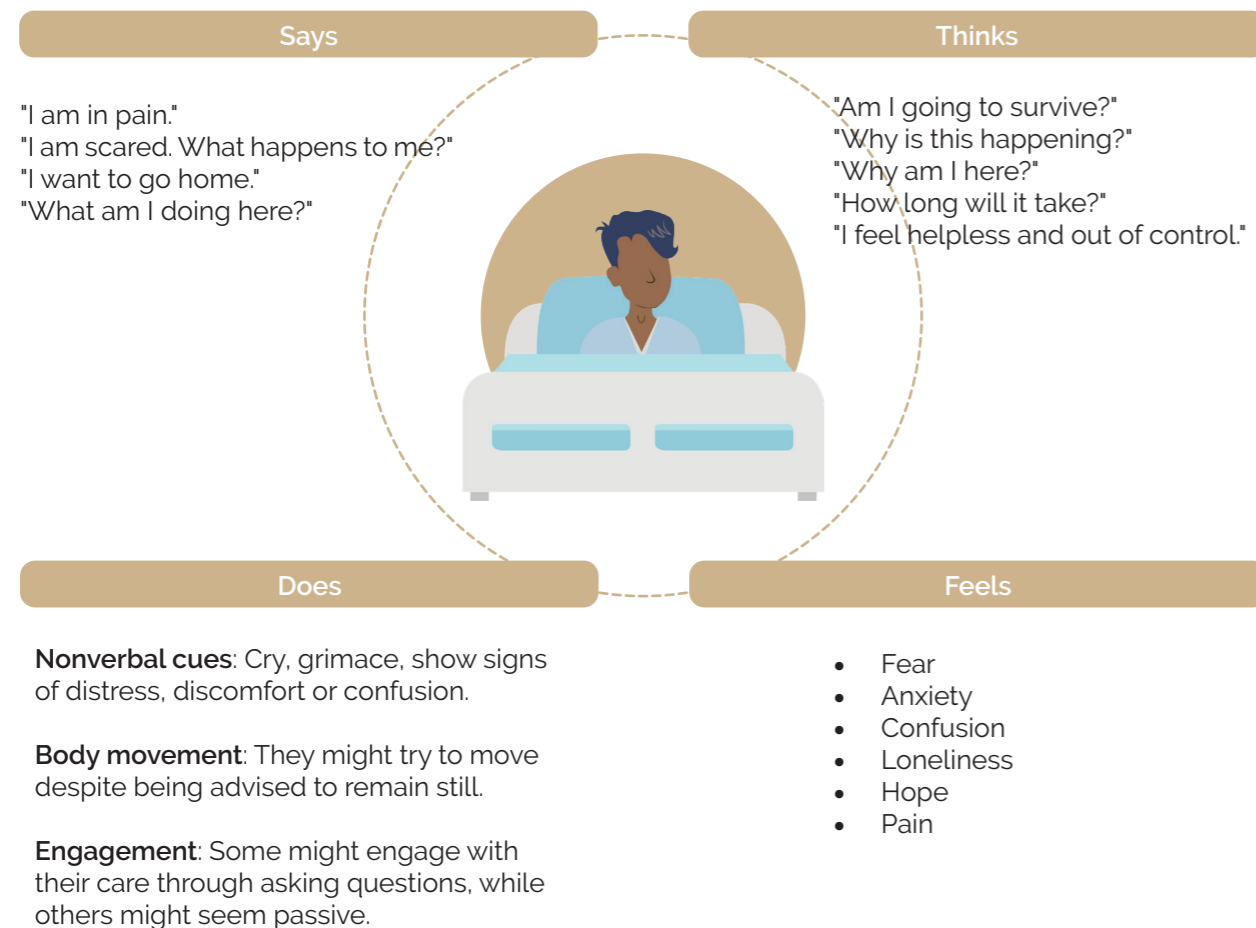 Says
"I am in pain."
"I am scared. What happens to me?"
"I want to go home."
"What am I doing here?"
Thinks
"Am I going to survive?"
"Why is this happening?"
"Why am I here?"
"How long will it take?"
"I feel helpless and out of control."
Does
Nonverbal cues: Cry, grimace, show signs
of distress, discomfort or confusion.
Body movement: They might try to move
despite being advised to remain still.
Engagement: Some might engage with
their care through asking questions, while
others might seem passive.
Feels
• Fear
• Anxiety
• Confusion
• Loneliness
• Hope
• Pain